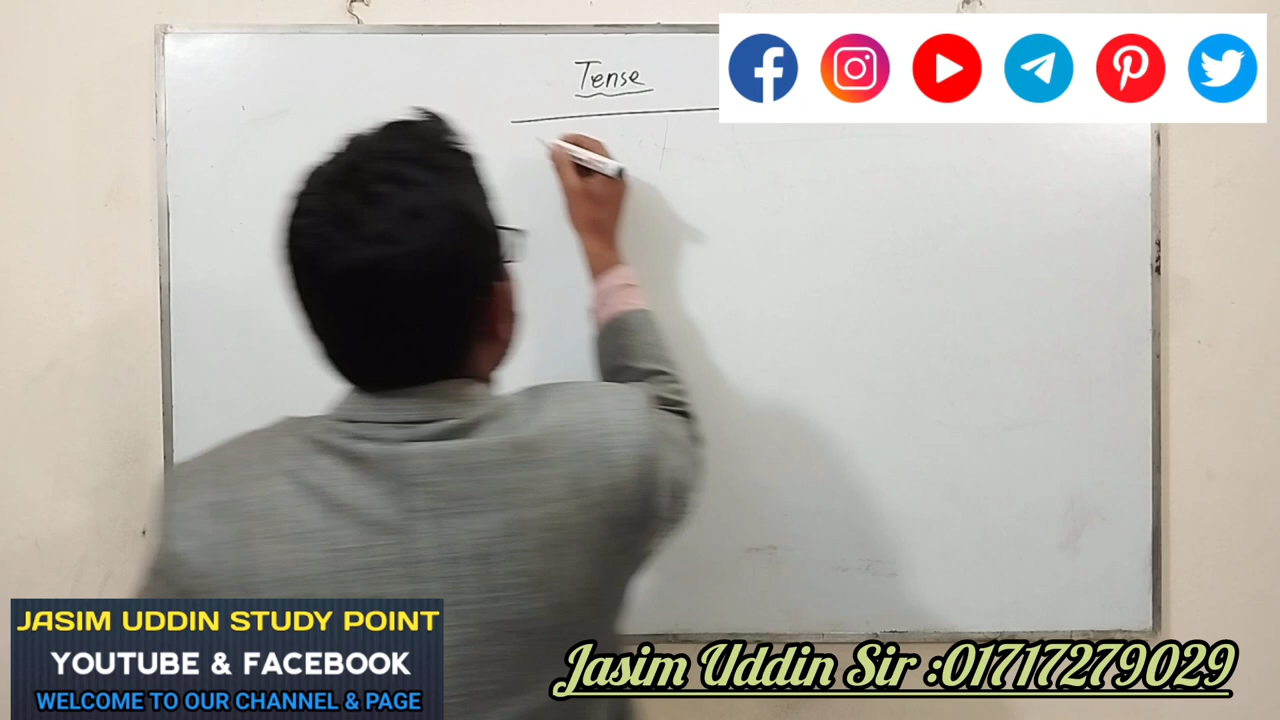 Tense
JASIM UDDIN STUDY POINT
YOUTUBE & FACEBOOK
WELCOME TO OUR CHANNEL & PAGE
Jasim Uddin Sir :01717279029